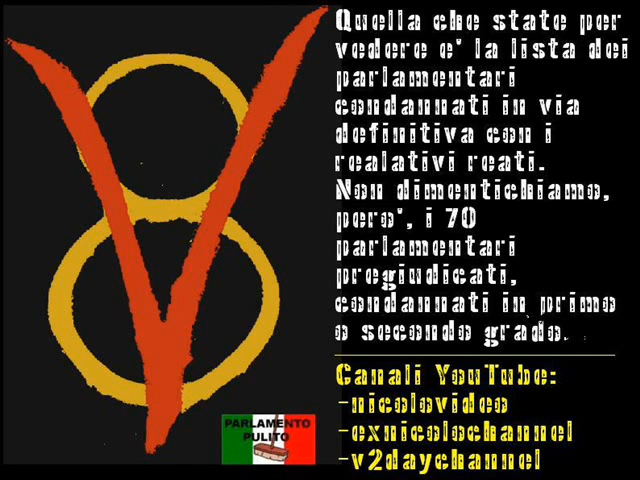 Quella che state per
vedere e' la lista dei
parlamentari
condannati in via
definitiva con i
realativi reati.
Non dimentichiamo,
pero', i 70
parlamentari
pregiudicati,
condannati in primo
o secondo grado.
Canali YouTube:
-nicolovideo
-exnicolochannel
-v2daychannel
PARLAMENTO
PULITO